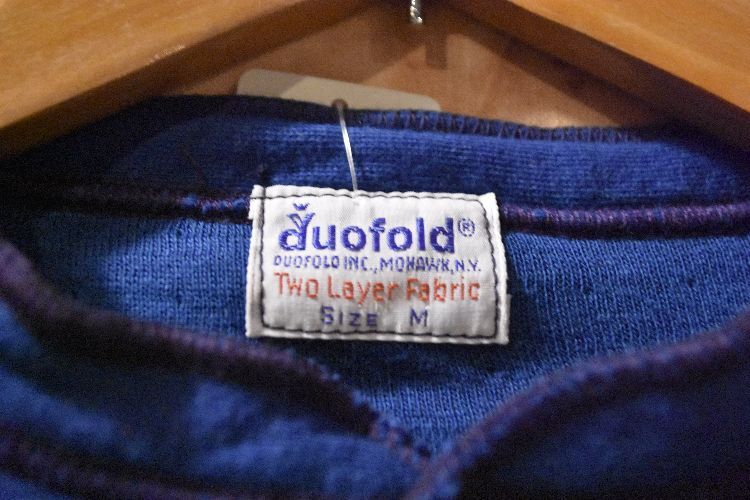 duofold®
DUOFOLD INC., MOHAWK, N.Y.
Two Layer Fabric
SIZE M